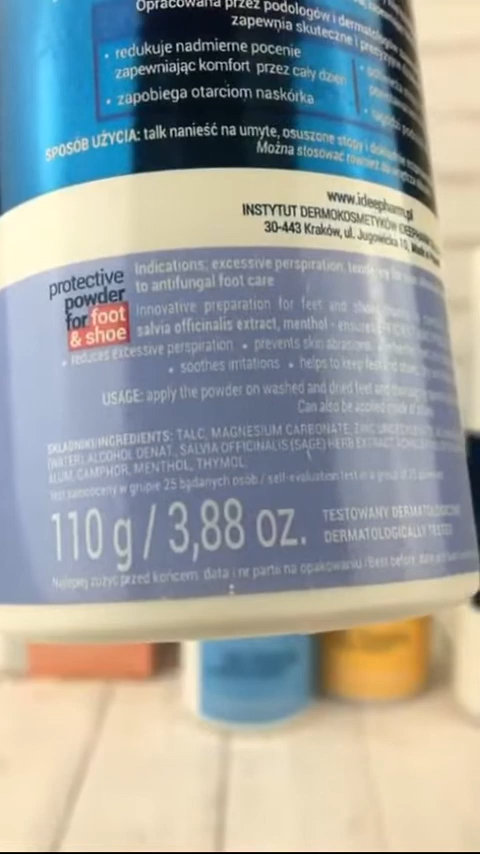 Opracowana przez podologów i
zapewnia skuteczne i
• redukuje nadmierne pocenie
zapewniając komfort przez cały dzień
• zapobiega otarciom naskórka
SPOSÓB UŻYCIA: talk nanieść na umyte, osuszone stopy i
Można stosować również do
www.ideepharm.pl
INSTYTUT DERMOKOSMETYKÓW IDEEPHARM
30-443 Kraków, ul. Jugowicka 10,
protective
powder
for foot
& shoe
Indications: excessive perspiration,
to antifungal foot care
Innovative preparation for feet and
salvia officinalis extract, menthol - ensures
• reduces excessive perspiration • prevents skin abrasions
• soothes irritations • helps to keep feet
USAGE: apply the powder on washed and dried feet and
Can also be applied inside of
SKŁADNIKI/INGREDIENTS: TALC, MAGNESIUM CARBONATE, ZINC
(WATER), ALCOHOL DENAT., SALVIA OFFICINALIS (SAGE) HERB EXTRACT
ALUM, CAMPHOR, MENTHOL, THYMOL
Test samooceny w grupie 25 badanych osób / self-evaluation test in a group of 25
110 g / 3,88 oz.
TESTOWANY DERMATOLOGICZNIE
DERMATOLOGICALLY TESTED
Najlepiej zużyć przed końcem: data i nr partii na opakowaniu / Best before: